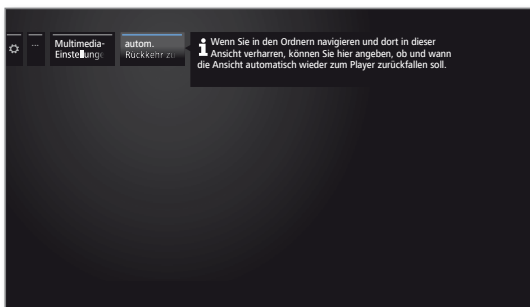 ...
Multimedia-
Einstellunge
autom.
Rückkehr zu
Wenn Sie in den Ordnern navigieren und dort in dieser
Ansicht verharren, können Sie hier angeben, ob und wann
die Ansicht automatisch wieder zum Player zurückfallen soll.